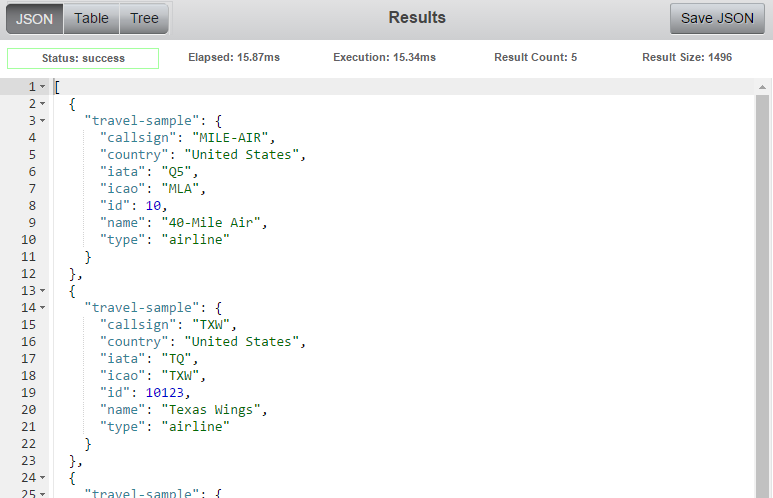 JSON Table Tree Results Save JSON
Status: success Elapsed: 15.87ms Execution: 15.34ms Result Count: 5 Result Size: 1496
1 [
2 {
3 "travel-sample": {
4 "callsign": "MILE-AIR",
5 "country": "United States",
6 "iata": "Q5",
7 "icao": "MLA",
8 "id": 10,
9 "name": "40-Mile Air",
10 "type": "airline"
11 }
12 },
13 {
14 "travel-sample": {
15 "callsign": "TXW",
16 "country": "United States",
17 "iata": "TQ",
18 "icao": "TXW",
19 "id": 10123,
20 "name": "Texas Wings",
21 "type": "airline"
22 }
23 },
24 {
25 "travel-sample": {